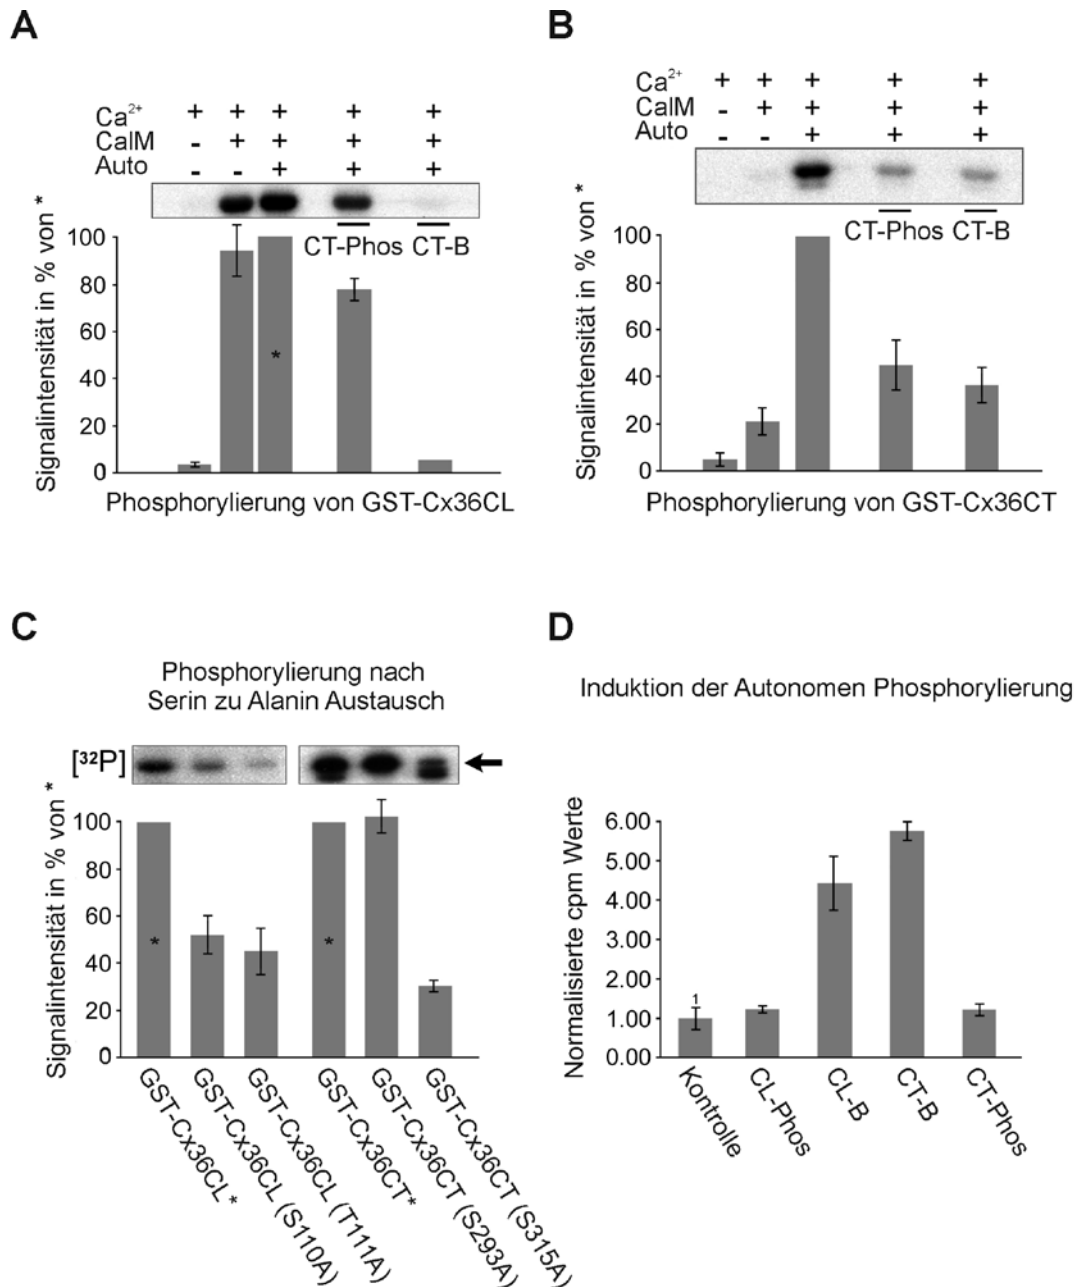 A
Ca²⁺ + + + + +
CalM - + + + +
Auto - - + + +
CT-Phos CT-B
Signalintensität in % von *
100
80
60
40
20
0
*
Phosphorylierung von GST-Cx36CL
B
Ca²⁺ + + + + +
CalM - + + + +
Auto - - + + +
CT-Phos CT-B
Signalintensität in % von *
100
80
60
40
20
0
Phosphorylierung von GST-Cx36CT
C
Phosphorylierung nach
Serin zu Alanin Austausch
[³²P]
Signalintensität in % von *
100
80
60
40
20
0
* *
GST-Cx36CL*
GST-Cx36CL (S110A)
GST-Cx36CL (T111A)
GST-Cx36CT*
GST-Cx36CT (S293A)
GST-Cx36CT (S315A)
D
Induktion der Autonomen Phosphorylierung
Normalisierte cpm Werte
6.00
5.00
4.00
3.00
2.00
1.00
0.00
1
Kontrolle
CL-Phos
CL-B
CT-B
CT-Phos